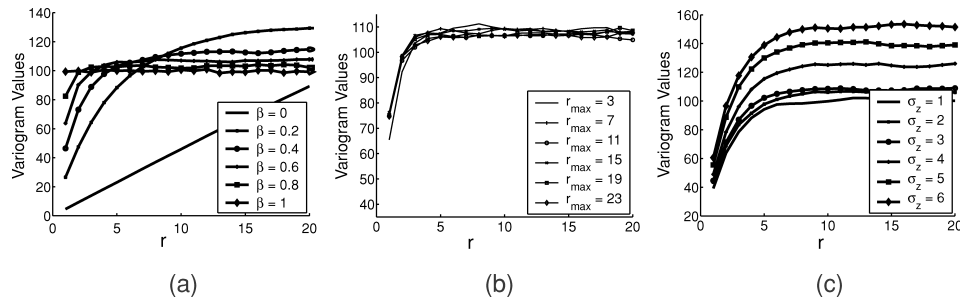 140
120
100
80
60
40
20
0
0
5
10
15
20
Variogram Values
r
β = 0
β = 0.2
β = 0.4
β = 0.6
β = 0.8
β = 1
(a)
110
100
90
80
70
60
50
40
0
5
10
15
20
Variogram Values
r
r_max = 3
r_max = 7
r_max = 11
r_max = 15
r_max = 19
r_max = 23
(b)
160
140
120
100
80
60
40
20
0
5
10
15
20
Variogram Values
r
σ_z = 1
σ_z = 2
σ_z = 3
σ_z = 4
σ_z = 5
σ_z = 6
(c)